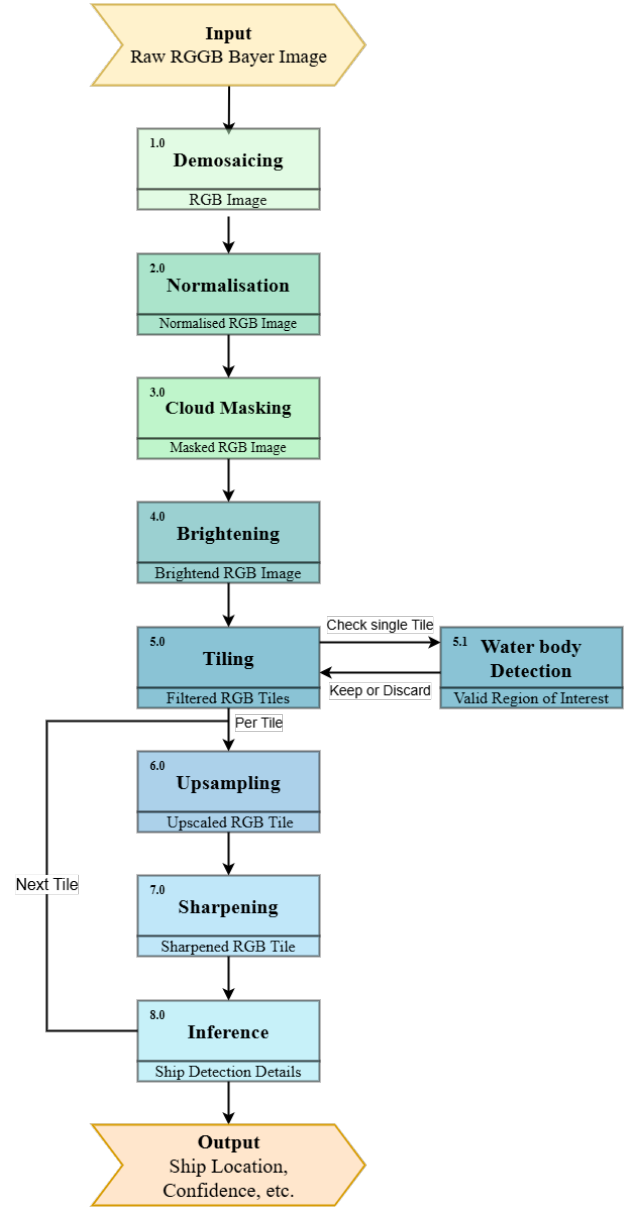 Input
Raw RGGB Bayer Image
1.0
Demosaicing
RGB Image
2.0
Normalisation
Normalised RGB Image
3.0
Cloud Masking
Masked RGB Image
4.0
Brightening
Brightend RGB Image
5.0
Tiling
Filtered RGB Tiles
Check single Tile
Keep or Discard
5.1
Water body
Detection
Valid Region of Interest
Per Tile
6.0
Upsampling
Upscaled RGB Tile
Next Tile
7.0
Sharpening
Sharpened RGB Tile
8.0
Inference
Ship Detection Details
Output
Ship Location,
Confidence, etc.